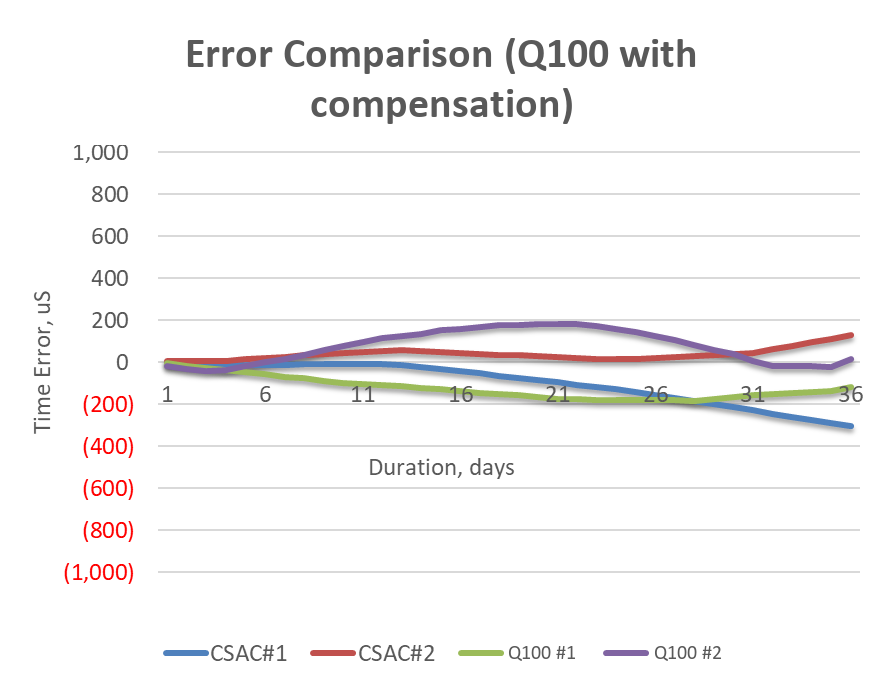 Error Comparison (Q100 with
compensation)
1,000
800
600
400
200
0
(200)
(400)
(600)
(800)
(1,000)
Time Error, uS
1 6 11 16 21 26 31 36
Duration, days
CSAC#1 CSAC#2 Q100 #1 Q100 #2